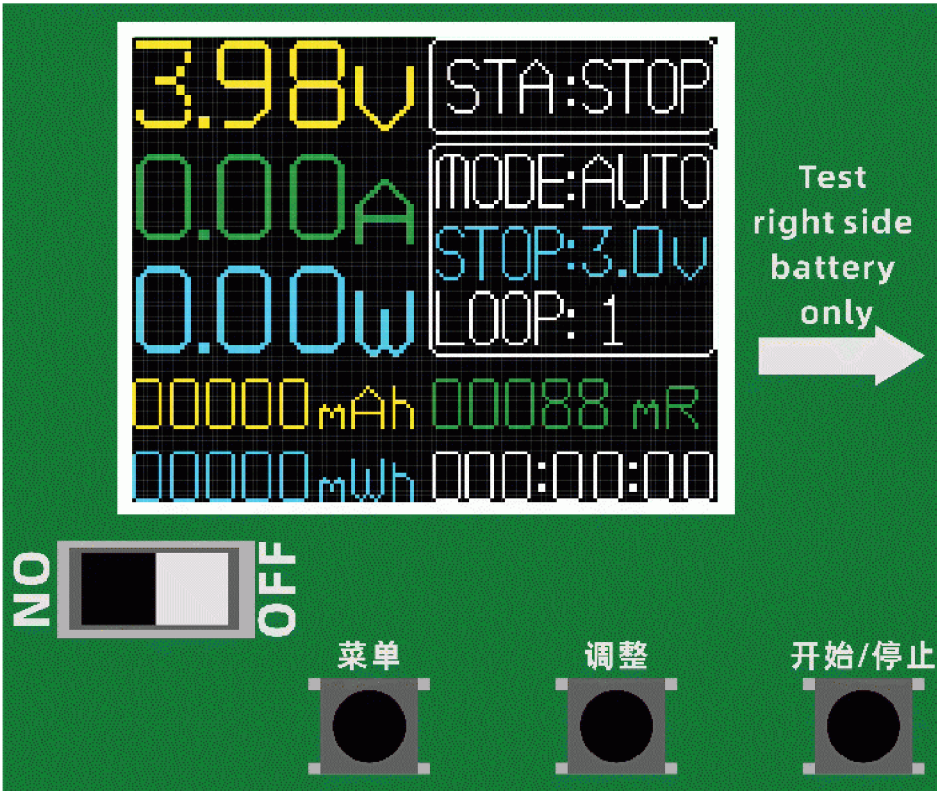 3.98V
STA:STOP
0.00A
MODE:AUTO
STOP:3.0V
0.00W
LOOP: 1
00000mAh
00088 mR
00000mWh
000:00:00
Test
right side
battery
only
NO
OFF
菜单
调整
开始/停止